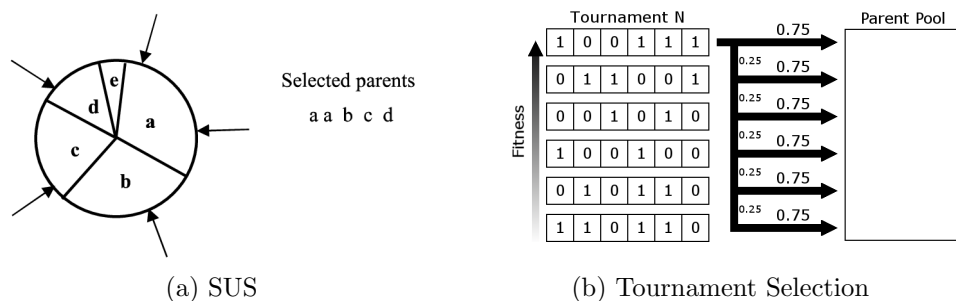 e
d
a
c
b
Selected parents
a a b c d
(a) SUS
Tournament N
Parent Pool
Fitness
1 0 0 1 1 1
0 1 1 0 0 1
0 0 1 0 1 0
1 0 0 1 0 0
0 1 0 1 1 0
1 1 0 1 1 0
0.75
0.25
0.75
0.25
0.75
0.25
0.75
0.25
0.75
0.25
0.75
(b) Tournament Selection